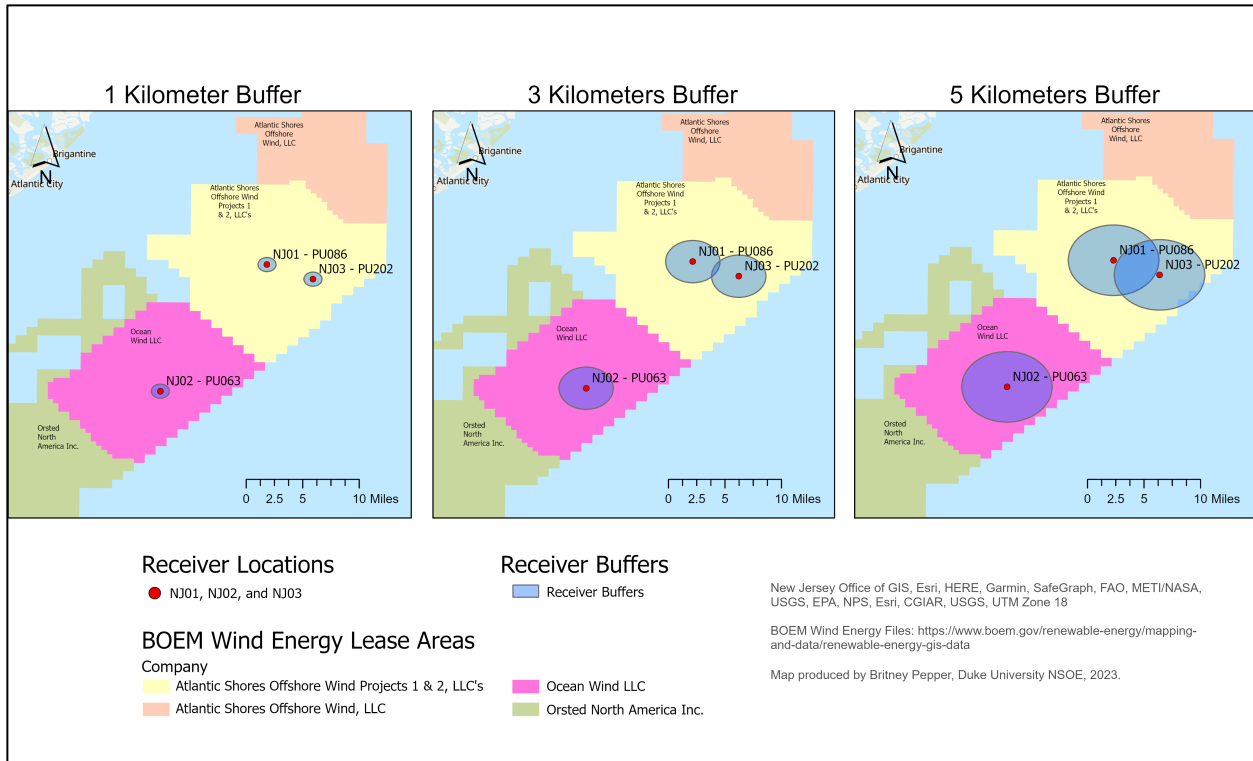 1 Kilometer Buffer
3 Kilometers Buffer
5 Kilometers Buffer
Atlantic Shores
Offshore
Wind, LLC
Brigantine
N
Atlantic City
Atlantic Shores
Offshore Wind
Projects 1
& 2, LLC's
NJ01 - PU086
NJ03 - PU202
Ocean
Wind LLC
NJ02 - PU063
Orsted
North
America Inc.
0 2.5 5 10 Miles
Atlantic Shores
Offshore
Wind, LLC
Brigantine
N
Atlantic City
Atlantic Shores
Offshore Wind
Projects 1
& 2, LLC's
NJ01 - PU086
NJ03 - PU202
Ocean
Wind LLC
NJ02 - PU063
Orsted
North
America Inc.
0 2.5 5 10 Miles
Atlantic Shores
Offshore
Wind, LLC
Brigantine
N
Atlantic City
Atlantic Shores
Offshore Wind
Projects 1
& 2, LLC's
NJ01 - PU086
NJ03 - PU202
Ocean
Wind LLC
NJ02 - PU063
Orsted
North
America Inc.
0 2.5 5 10 Miles
Receiver Locations
NJ01, NJ02, and NJ03
Receiver Buffers
Receiver Buffers
BOEM Wind Energy Lease Areas
Company
Atlantic Shores Offshore Wind Projects 1 & 2, LLC's
Atlantic Shores Offshore Wind, LLC
Ocean Wind LLC
Orsted North America Inc.
New Jersey Office of GIS, Esri, HERE, Garmin, SafeGraph, FAO, METI/NASA,
USGS, EPA, NPS, Esri, CGIAR, USGS, UTM Zone 18
BOEM Wind Energy Files: https://www.boem.gov/renewable-energy/mapping-
and-data/renewable-energy-gis-data
Map produced by Britney Pepper, Duke University NSOE, 2023.